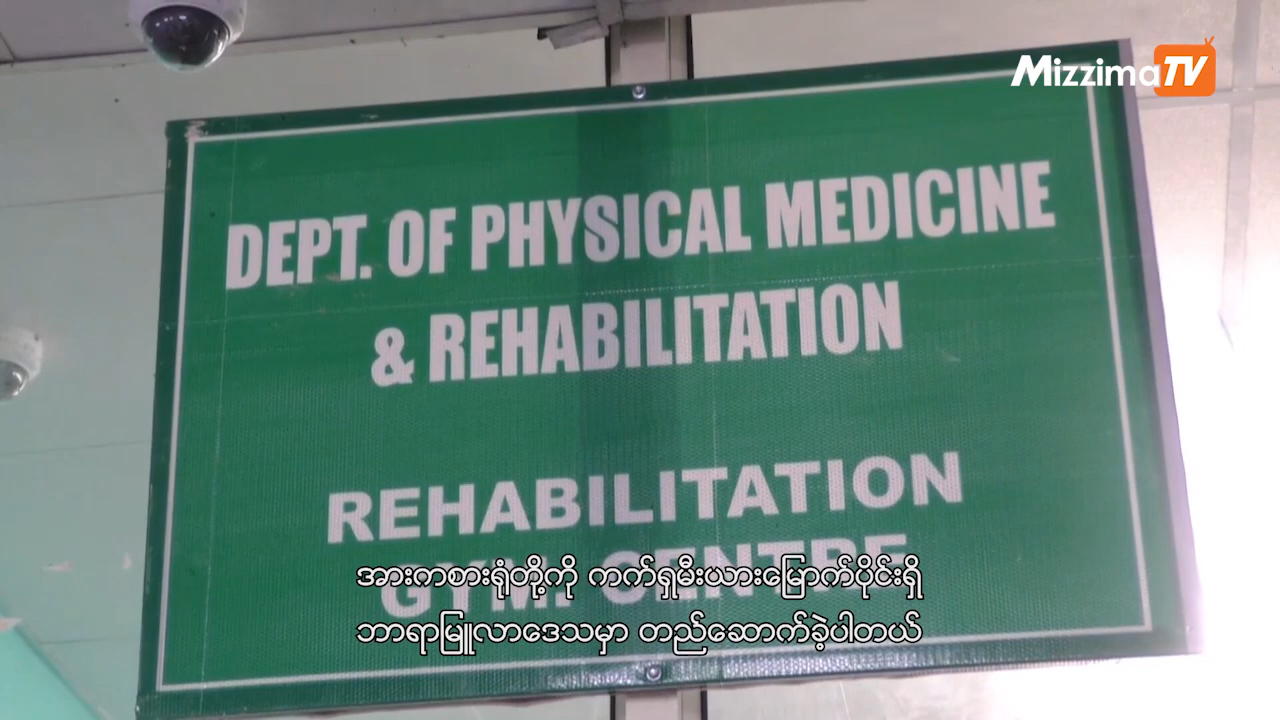 MizzimaTV
DEPT. OF PHYSICAL MEDICINE
& REHABILITATION
REHABILITATION
GYM. CENTRE
အားကစားရုံတို့ကို ကက်ရှမီးယားမြောက်ပိုင်းရှိ
ဘာရာမြူလာဒေသမှာ တည်ဆောက်ခဲ့ပါတယ်